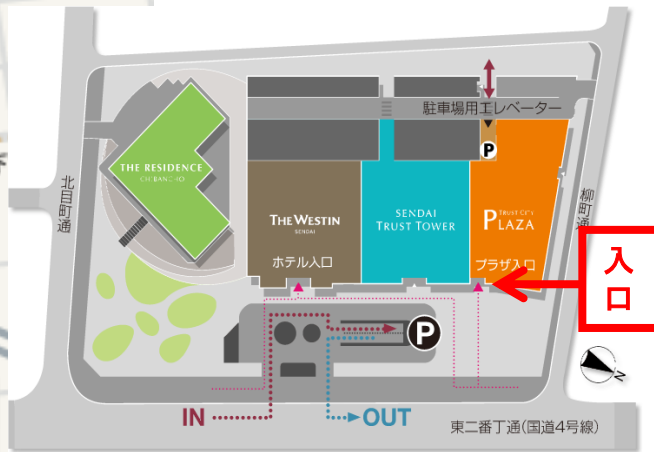 駐車場用エレベーター
P
THE RESIDENCE
ICHIBANCHO
北目町通
THE WESTIN
SENDAI
SENDAI
TRUST TOWER
TRUST CITY
PLAZA
柳町通
ホテル入口
プラザ入口
入
口
P
N
IN
OUT
東二番丁通(国道4号線)